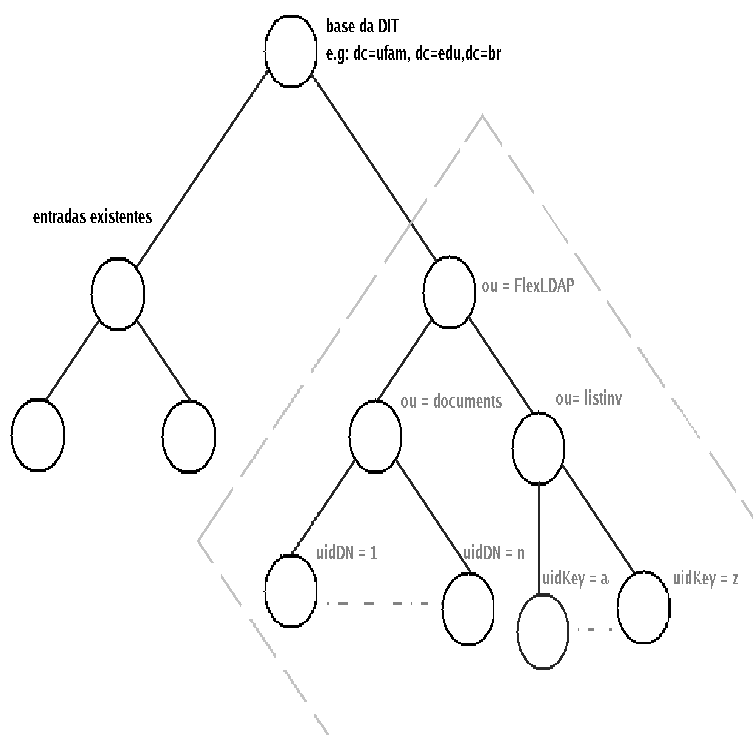 base da DIT
e.g: dc=ufam, dc=edu,dc=br
entradas existentes
ou = FlexLDAP
ou = documents
ou= listinv
uidDN = 1
uidDN = n
uidKey = a
uidKey = z